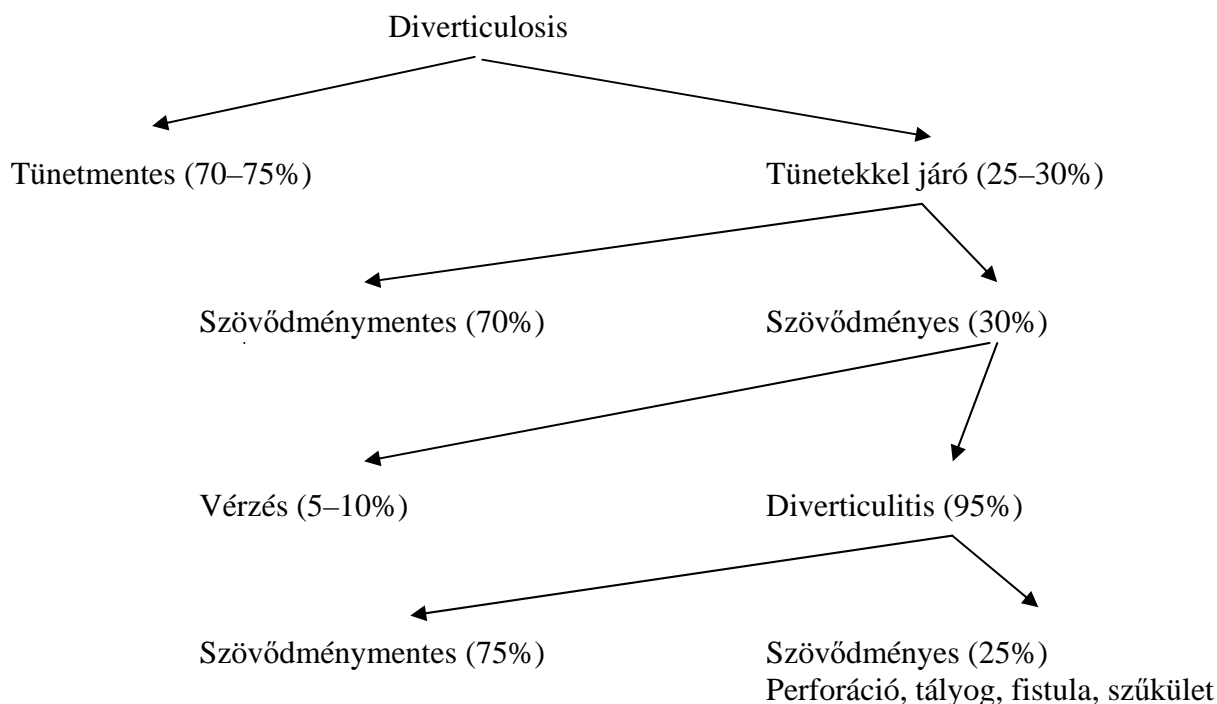 Diverticulosis
Tünetmentes (70–75%)
Tünetekkel járó (25–30%)
Szövődménymentes (70%)
Szövődményes (30%)
Vérzés (5–10%)
Diverticulitis (95%)
Szövődménymentes (75%)
Szövődményes (25%)
Perforáció, tályog, fistula, szűkület